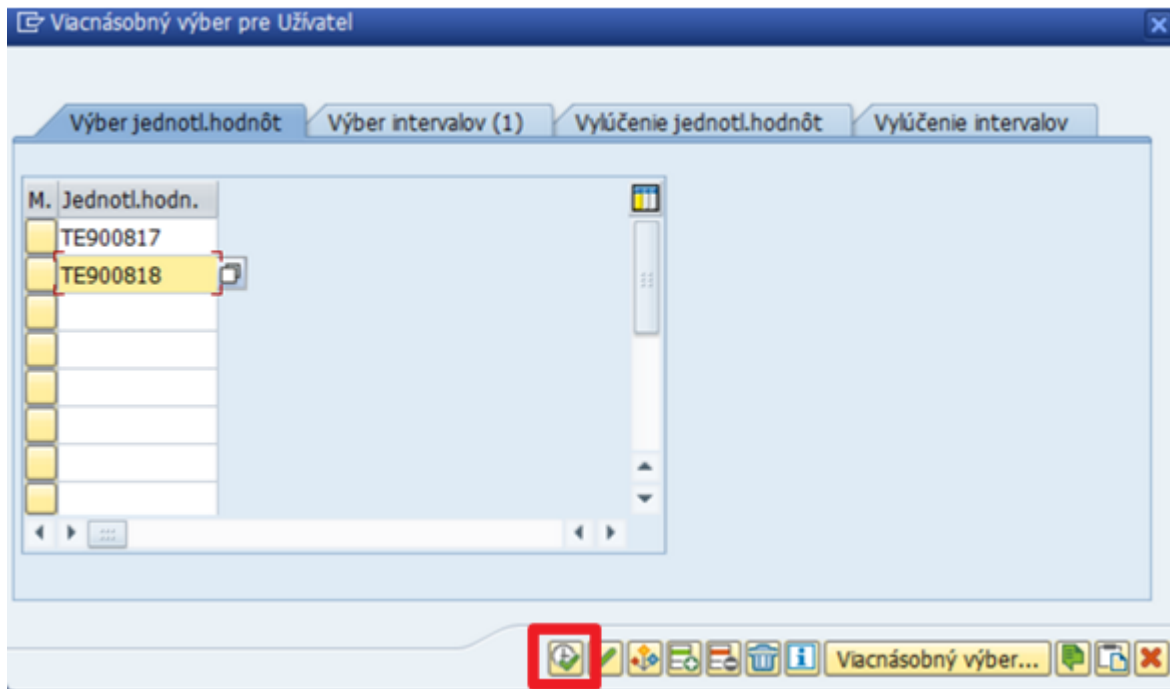 Viacnásobný výber pre Užívatel
Výber jednotl.hodnôt Výber intervalov (1) Vylúčenie jednotl.hodnôt Vylúčenie intervalov
M. Jednotl.hodn.
TE900817
TE900818
Viacnásobný výber...